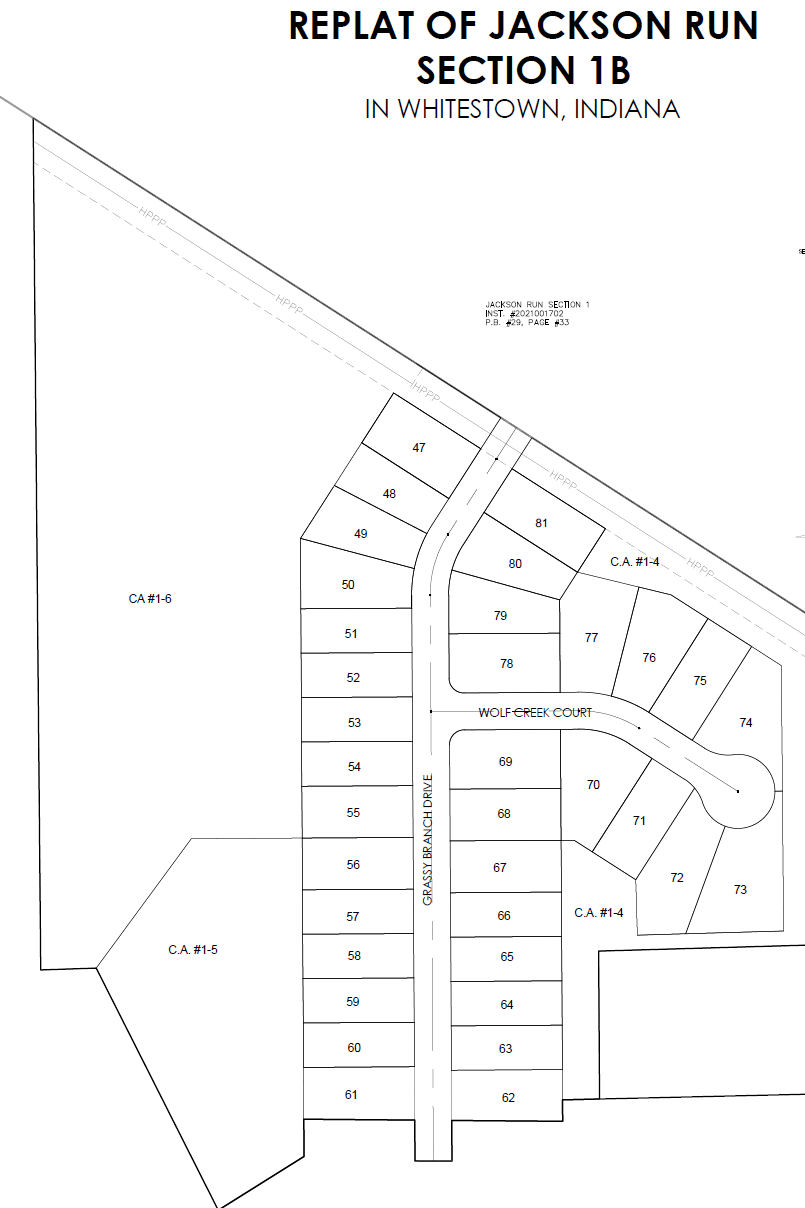 REPLAT OF JACKSON RUN
SECTION 1B
IN WHITESTOWN, INDIANA
HPPP
SE
HPPP
JACKSON RUN SECTION 1
INST. #2021001702
P.B. #29, PAGE #33
HPPP
47
HPPP
48
81
49
C.A. #1-4
80
HPPP
50
CA #1-6
79
51
77
76
78
52
75
53
WOLF CREEK COURT
74
69
54
70
GRASSY BRANCH DRIVE
55
68
71
56
67
72
73
57
66
C.A. #1-4
C.A. #1-5
58
65
59
64
60
63
61
62